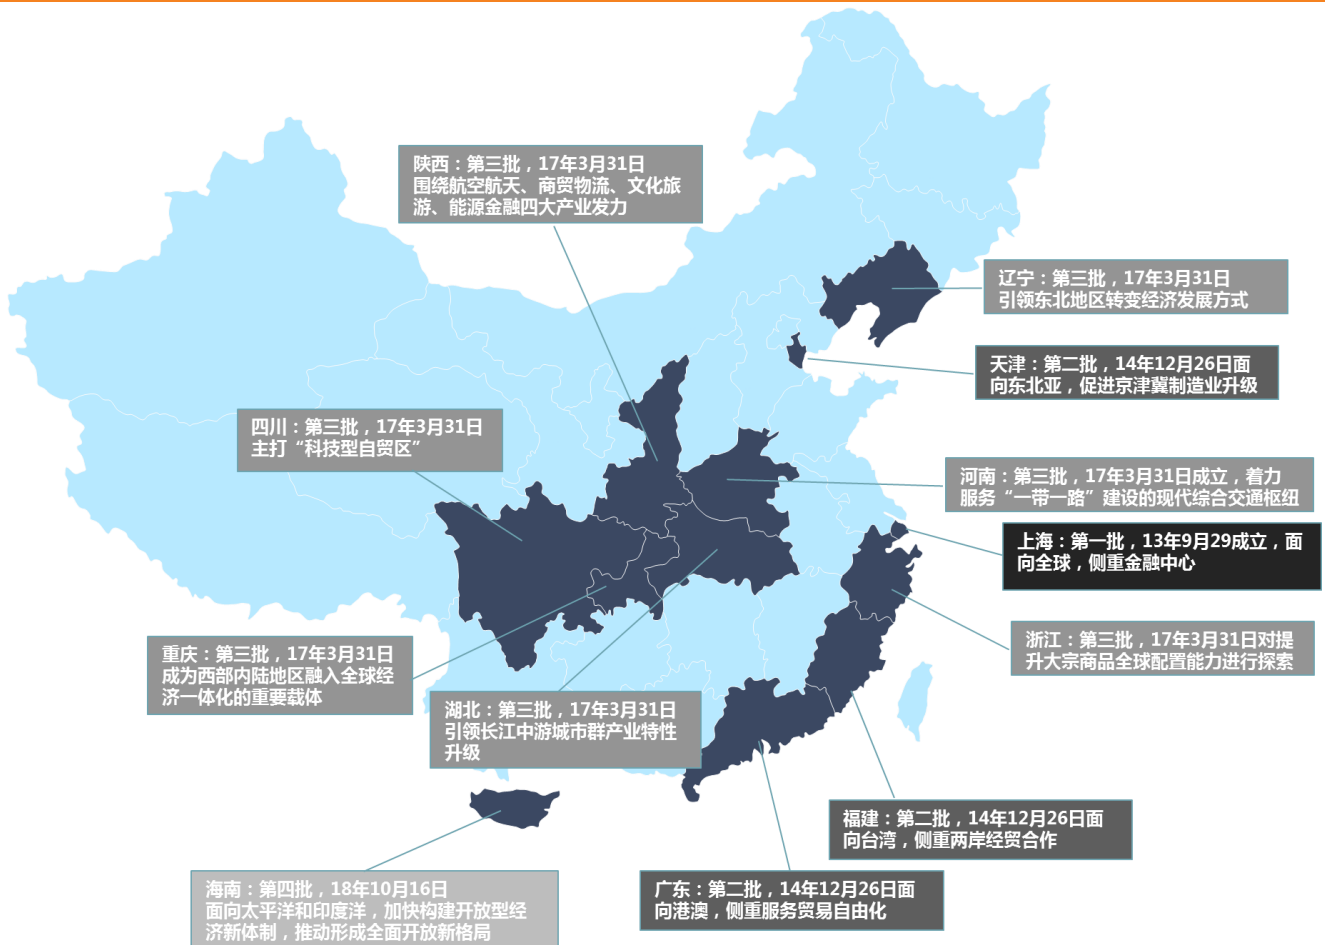 陕西：第三批，17年3月31日
围绕航空航天、商贸物流、文化旅
游、能源金融四大产业发力
辽宁：第三批，17年3月31日
引领东北地区转变经济发展方式
天津：第二批，14年12月26日面
向东北亚，促进京津冀制造业升级
四川：第三批，17年3月31日
主打“科技型自贸区”
河南：第三批，17年3月31日成立，着力
服务“一带一路”建设的现代综合交通枢纽
上海：第一批，13年9月29成立，面
向全球，侧重金融中心
浙江：第三批，17年3月31日对提
升大宗商品全球配置能力进行探索
重庆：第三批，17年3月31日
成为西部内陆地区融入全球经
济一体化的重要载体
湖北：第三批，17年3月31日
引领长江中游城市群产业特性
升级
福建：第二批，14年12月26日面
向台湾，侧重两岸经贸合作
广东：第二批，14年12月26日面
向港澳，侧重服务贸易自由化
海南：第四批，18年10月16日
面向太平洋和印度洋，加快构建开放型经
济新体制，推动形成全面开放新格局